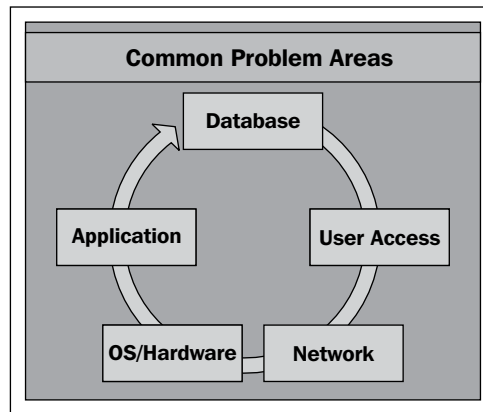 Common Problem Areas
Database
Application
User Access
OS/Hardware
Network